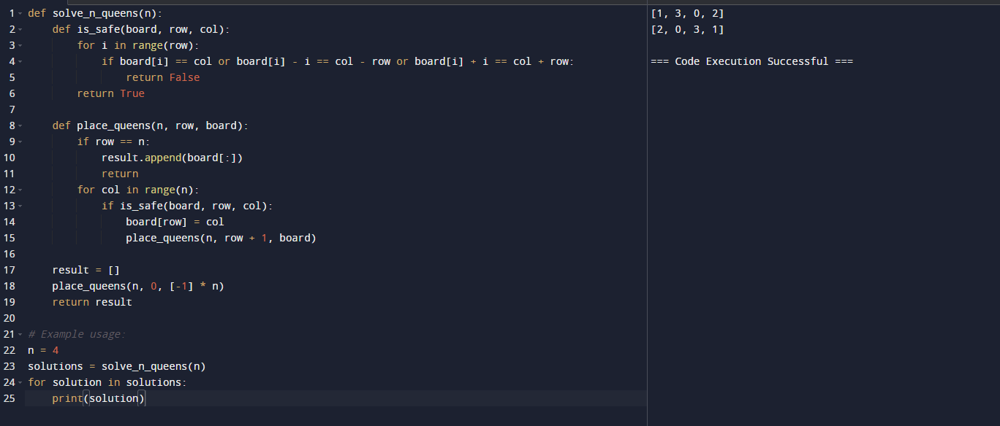 1 def solve_n_queens(n):
2     def is_safe(board, row, col):
3         for i in range(row):
4             if board[i] == col or board[i] - i == col - row or board[i] + i == col + row:
5                 return False
6         return True
7
8     def place_queens(n, row, board):
9         if row == n:
10             result.append(board[:])
11             return
12         for col in range(n):
13             if is_safe(board, row, col):
14                 board[row] = col
15                 place_queens(n, row + 1, board)
16
17     result = []
18     place_queens(n, 0, [-1] * n)
19     return result
20
21 # Example usage:
22 n = 4
23 solutions = solve_n_queens(n)
24 for solution in solutions:
25     print(solution)
[1, 3, 0, 2]
[2, 0, 3, 1]

=== Code Execution Successful ===